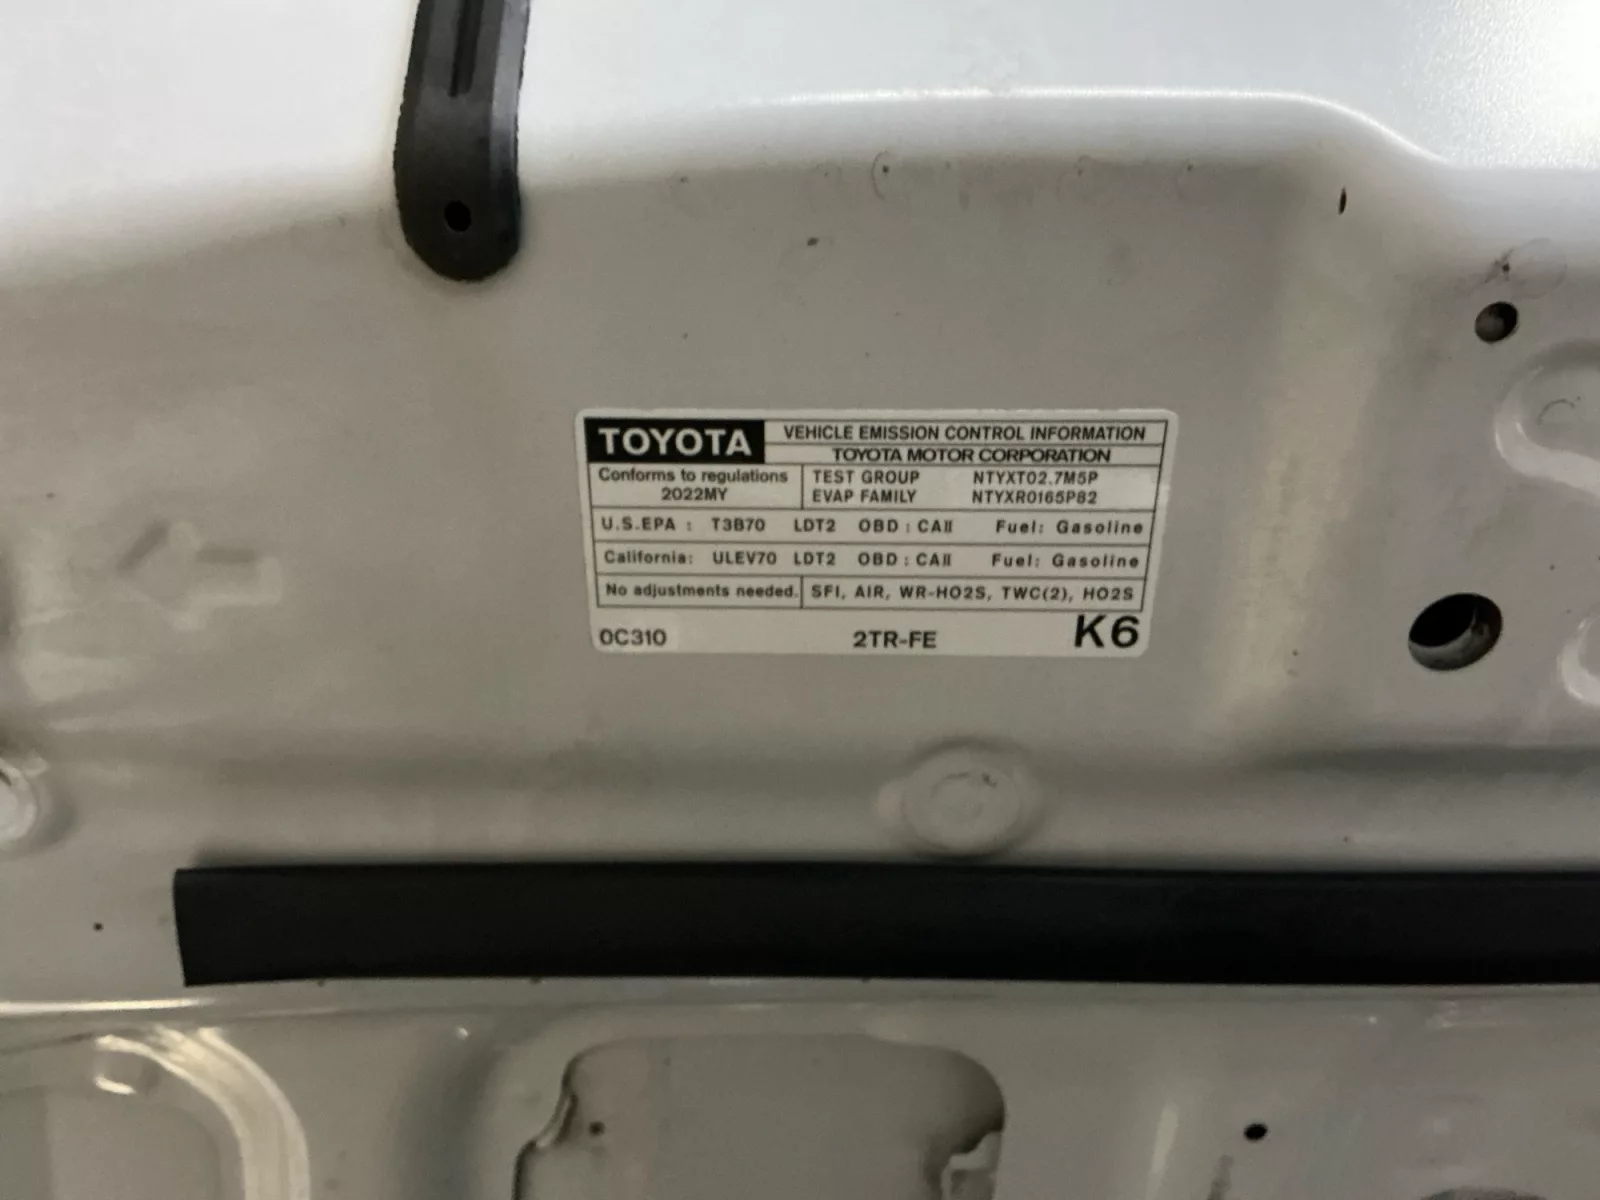 TOYOTA
VEHICLE EMISSION CONTROL INFORMATION
TOYOTA MOTOR CORPORATION
Conforms to regulations
2022MY
TEST GROUP NTYXT02.7M5P
EVAP FAMILY NTYXR0165P82
U.S.EPA : T3B70 LDT2 OBD : CAII Fuel: Gasoline
California: ULEV70 LDT2 OBD : CAII Fuel: Gasoline
No adjustments needed. SFI, AIR, WR-HO2S, TWC(2), HO2S
0C310 2TR-FE K6